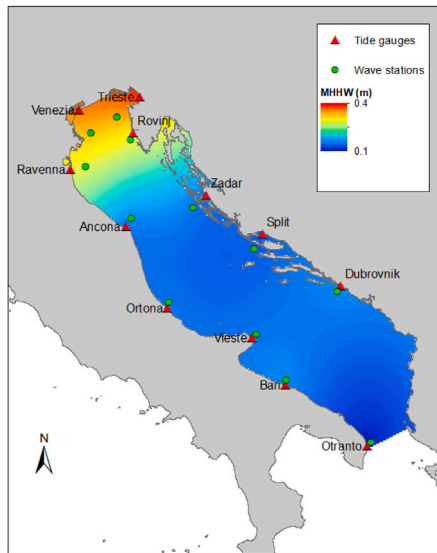 Tide gauges
Wave stations
MHHW (m)
0.4
0.1
Trieste
Venezia
Rovinj
Ravenna
Zadar
Ancona
Split
Dubrovnik
Ortona
Vieste
Bari
Otranto
N